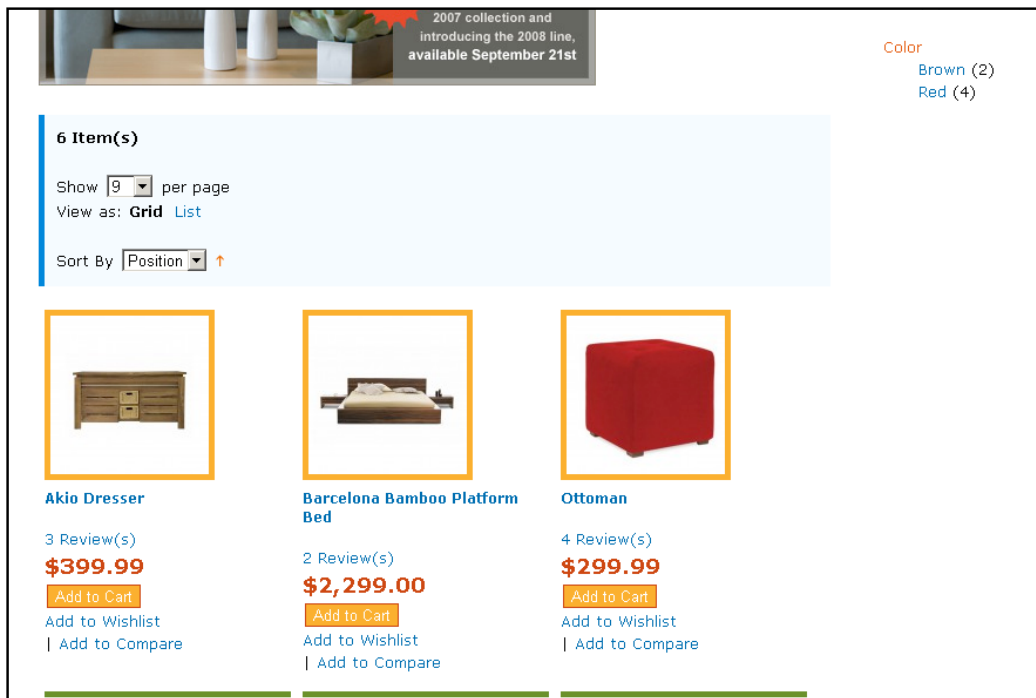 2007 collection and
introducing the 2008 line,
available September 21st
Color
Brown (2)
Red (4)
6 Item(s)
Show 9 per page
View as: Grid List
Sort By Position ↑
Akio Dresser
3 Review(s)
$399.99
Add to Cart
Add to Wishlist
| Add to Compare
Barcelona Bamboo Platform
Bed
2 Review(s)
$2,299.00
Add to Cart
Add to Wishlist
| Add to Compare
Ottoman
4 Review(s)
$299.99
Add to Cart
Add to Wishlist
| Add to Compare